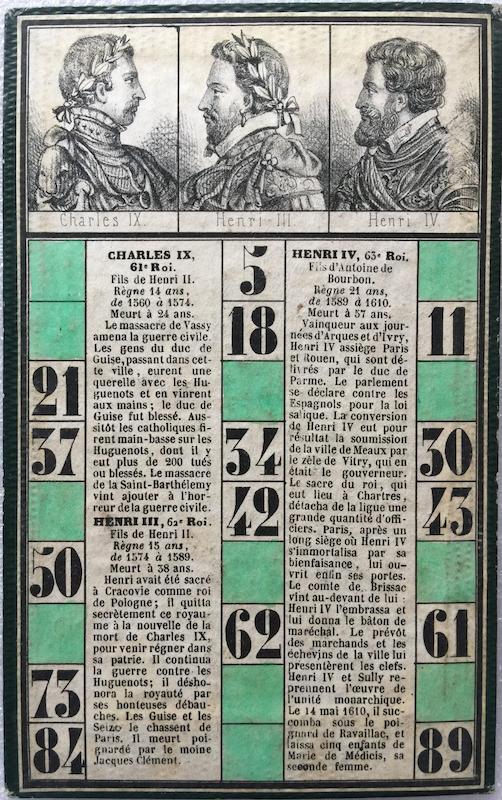 Charles IX.
Henri III.
Henri IV.
CHARLES IX,
61e Roi.
Fils de Henri II.
Règne 14 ans,
de 1560 à 1574.
Meurt à 24 ans.
Le massacre de Vassy
amena la guerre civile.
Les gens du duc de
Guise, passant dans cet-
te ville, eurent une
querelle avec les Hu-
guenots et en vinrent
aux mains; le duc de
Guise fut blessé. Aus-
sitôt les catholiques fi-
rent main-basse sur les
Huguenots, dont il y
eut plus de 200 tués
ou blessés. Le massacre
de la Saint-Barthélemy
vint ajouter à l'hor-
reur de la guerre civile.
HENRI III, 62e Roi.
Fils de Henri II.
Règne 15 ans,
de 1574 à 1589.
Meurt à 38 ans.
Henri avait été sacré
à Cracovie comme roi
de Pologne; il quitta
secrètement ce royau-
me à la nouvelle de la
mort de Charles IX,
pour venir régner dans
sa patrie. Il continua
la guerre contre les
Huguenots; il désho-
nora la royauté par
ses honteuses débau-
ches. Les Guise et les
Seize le chassent de
Paris. Il meurt poi-
gnardé par le moine
Jacques Clément.
HENRI IV, 63e Roi.
Fils d'Antoine de
Bourbon.
Règne 21 ans,
de 1589 à 1610.
Meurt à 57 ans.
Vainqueur aux jour-
nées d'Arques et d'Ivry,
Henri IV assiège Paris
et Rouen, qui sont dé-
livrés par le duc de
Parme. Le parlement
se déclare contre les
Espagnols pour la loi
salique. La conversion
de Henri IV eut pour
résultat la soumission
de la ville de Meaux par
le zèle de Vitry, qui en
était le gouverneur.
Le sacre du roi, qui
eut lieu à Chartres,
détacha de la ligue une
grande quantité d'offi-
ciers. Paris, après un
long siège où Henri IV
s'immortalisa par sa
bienfaisance, lui ou-
vrit enfin ses portes.
Le comte de Brissac
vint au-devant de lui:
Henri IV l'embrassa et
lui donna le bâton de
maréchal. Le prévôt
des marchands et les
échevins de la ville lui
presentèrent les clefs.
Henri IV et Sully re-
prennent l'œuvre de
l'unité monarchique.
Le 14 mai 1610, il suc-
comba sous le poi-
gnard de Ravaillac, et
laissa cinq enfants de
Marie de Médicis, sa
seconde femme.
5
18
11
21
37
34
30
42
43
50
62
61
73
84
89